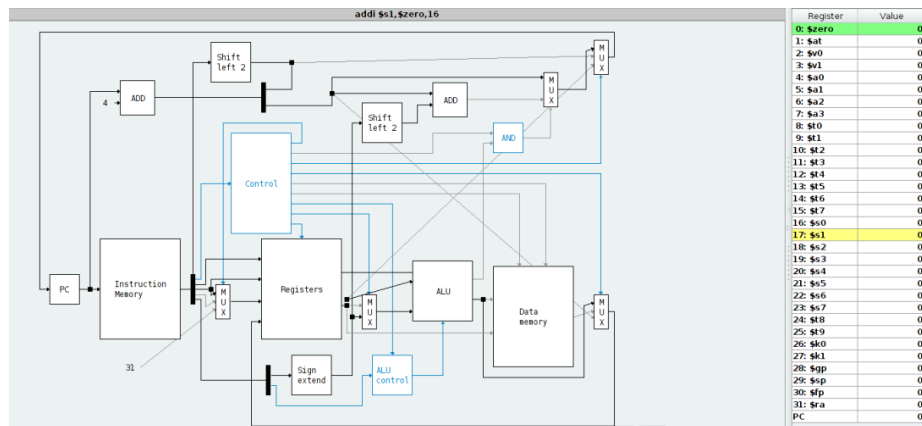 addi $s1,$zero,16
Shift
left 2
M
U
X
4
ADD
M
U
X
ADD
Shift
left 2
AND
Control
PC
Instruction
Memory
M
U
X
Registers
M
U
X
ALU
Data
memory
M
U
X
31
Sign
extend
ALU
control
Register Value
0: $zero 0
1: $at 0
2: $v0 0
3: $v1 0
4: $a0 0
5: $a1 0
6: $a2 0
7: $a3 0
8: $t0 0
9: $t1 0
10: $t2 0
11: $t3 0
12: $t4 0
13: $t5 0
14: $t6 0
15: $t7 0
16: $s0 0
17: $s1 0
18: $s2 0
19: $s3 0
20: $s4 0
21: $s5 0
22: $s6 0
23: $s7 0
24: $t8 0
25: $t9 0
26: $k0 0
27: $k1 0
28: $gp 0
29: $sp 0
30: $fp 0
31: $ra 0
PC 0